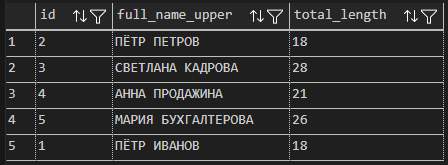 id full_name_upper total_length
1 2 ПЁТР ПЕТРОВ 18
2 3 СВЕТЛАНА КАДРОВА 28
3 4 АННА ПРОДАЖИНА 21
4 5 МАРИЯ БУХГАЛТЕРОВА 26
5 1 ПЁТР ИВАНОВ 18